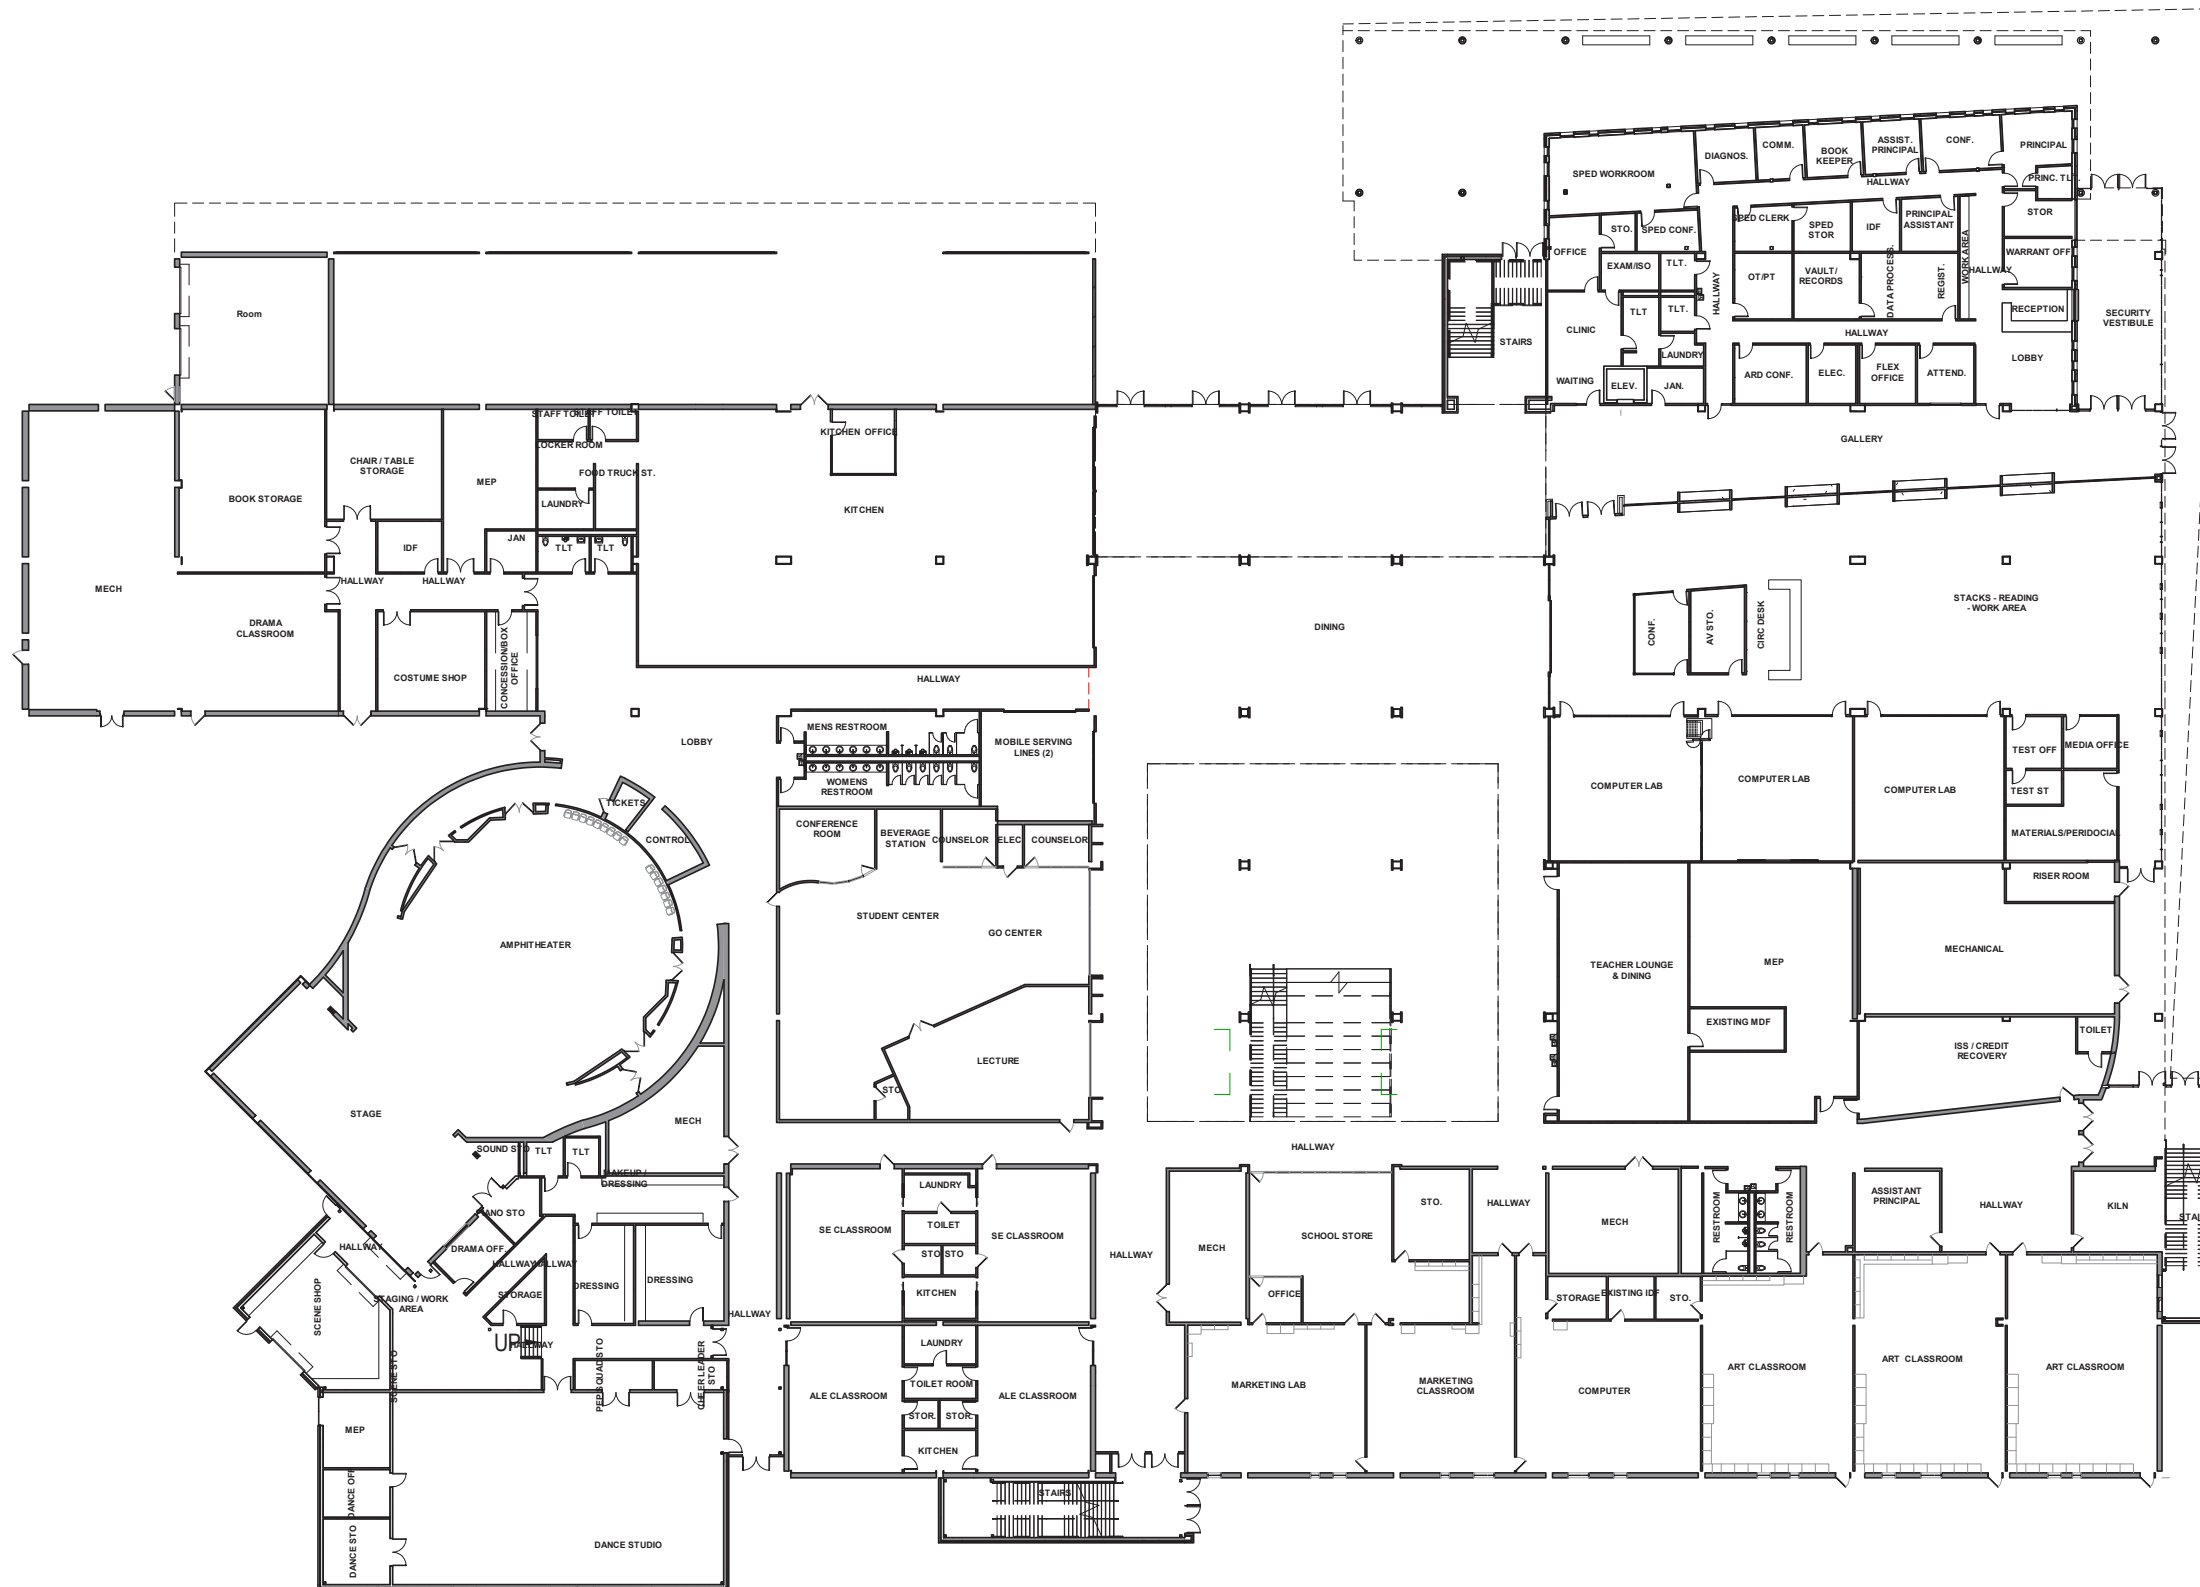 COMM.
ASSIST.
PRINCIPAL
CONF.
PRINCIPAL
DIAGNOS.
BOOK
KEEPER
SPED WORKROOM
HALLWAY
PRINC. TLT.
SPED CLERK
PRINCIPAL
ASSISTANT
STOR
STO.
SPED CONF.
SPED
STOR
IDF
WORK AREA
OFFICE
EXAM/ISO
TLT.
HALLWAY
OT/PT
VAULT/
RECORDS
DATA PROCESS.
REGIST.
HALLWAY
WARRANT OFF
Room
TLT
TLT.
RECEPTION
SECURITY
VESTIBULE
CLINIC
STAIRS
HALLWAY
LAUNDRY
LOBBY
WAITING
ELEV.
JAN.
ARD CONF.
ELEC.
FLEX
OFFICE
ATTEND.
STAFF TOILET
STAFF TOILET
KITCHEN OFFICE
GALLERY
LOCKER ROOM
CHAIR / TABLE
STORAGE
FOOD TRUCK ST.
MEP
BOOK STORAGE
LAUNDRY
KITCHEN
JAN
IDF
TLT
TLT
HALLWAY
HALLWAY
MECH
STACKS - READING
- WORK AREA
DRAMA
CLASSROOM
CONF.
AV STO.
CIRC DESK
DINING
COSTUME SHOP
CONCESSION/BOX
OFFICE
HALLWAY
LOBBY
MENS RESTROOM
MOBILE SERVING
LINES (2)
TEST OFF
MEDIA OFFICE
WOMENS
RESTROOM
COMPUTER LAB
COMPUTER LAB
COMPUTER LAB
TEST ST
TICKETS
CONTROL
CONFERENCE
ROOM
BEVERAGE
STATION
COUNSELOR
ELEC
COUNSELOR
MATERIALS/PERIDOCIAL
RISER ROOM
STUDENT CENTER
GO CENTER
AMPHITHEATER
MECHANICAL
TEACHER LOUNGE
& DINING
MEP
EXISTING MDF
TOILET
LECTURE
ISS / CREDIT
RECOVERY
STO
STAGE
MECH
SOUND STO
TLT
TLT
HALLWAY
MAKEUP /
DRESSING
LAUNDRY
ASSISTANT
PRINCIPAL
STO.
HALLWAY
HALLWAY
KILN
SE CLASSROOM
TOILET
SE CLASSROOM
MECH
RESTROOM
RESTROOM
SCHOOL STORE
DRAMA OFF.
HALLWAY
STO
STO
HALLWAY
MECH
HALLWAY
HALLWAY
STORAGE
DRESSING
DRESSING
KITCHEN
OFFICE
STORAGE
EXISTING IDF
STO.
SCENE SHOP
STAGING / WORK
AREA
HALLWAY
UP
HALLWAY
LAUNDRY
SCENE STO
PEP SQUAD STO
CHEER LEADER
STO
TOILET ROOM
ALE CLASSROOM
ALE CLASSROOM
MARKETING LAB
MARKETING
CLASSROOM
COMPUTER
ART CLASSROOM
ART CLASSROOM
ART CLASSROOM
STOR.
STOR.
MEP
KITCHEN
DANCE OFF
STAIRS
DANCE STO
DANCE STUDIO